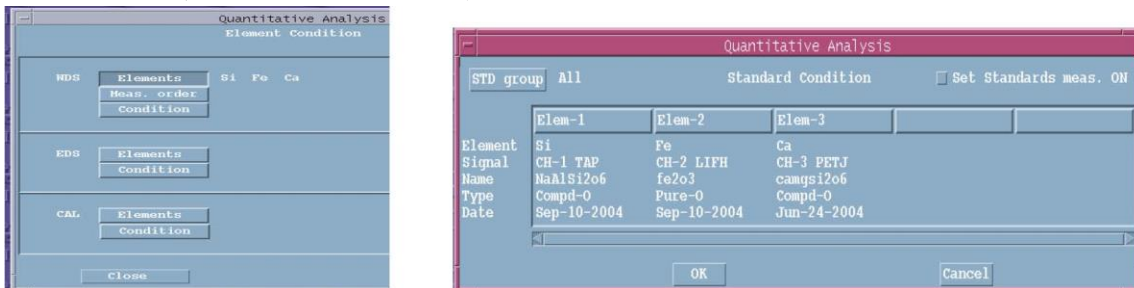 Quantitative Analysis
Element Condition
WDS Elements Si Fe Ca
Meas. order
Condition
EDS Elements
Condition
CAL Elements
Condition
Close
Quantitative Analysis
STD group All Standard Condition Set Standards meas. ON
Elem-1 Elem-2 Elem-3
Element Si Fe Ca
Signal CH-1 TAP CH-2 LIFH CH-3 PETJ
Name NaAlSi2o6 fe2o3 camgsi2o6
Type Compd-O Pure-O Compd-O
Date Sep-10-2004 Sep-10-2004 Jun-24-2004
OK Cancel